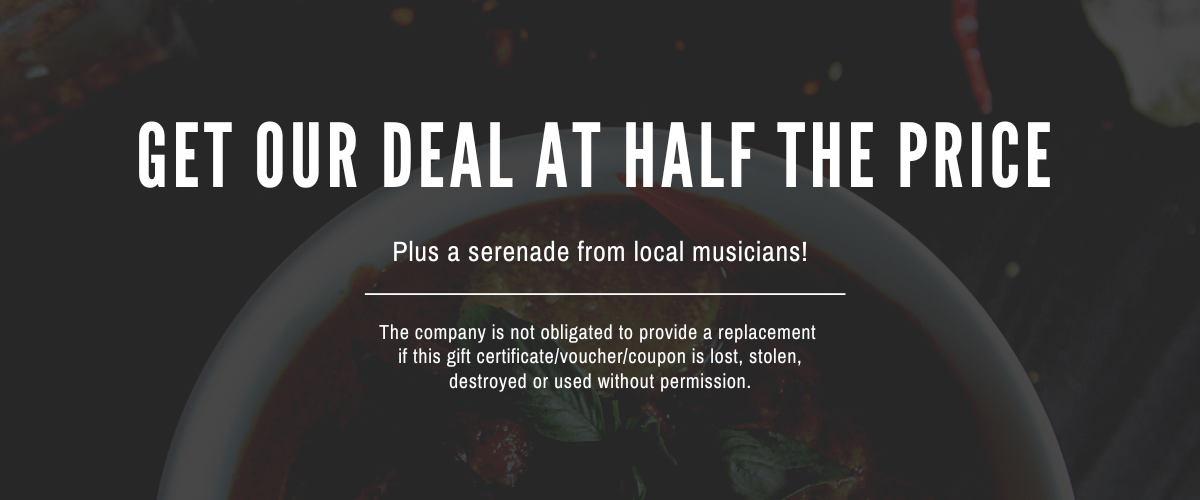 GET OUR DEAL AT HALF THE PRICE
Plus a serenade from local musicians!
The company is not obligated to provide a replacement
if this gift certificate/voucher/coupon is lost, stolen,
destroyed or used without permission.